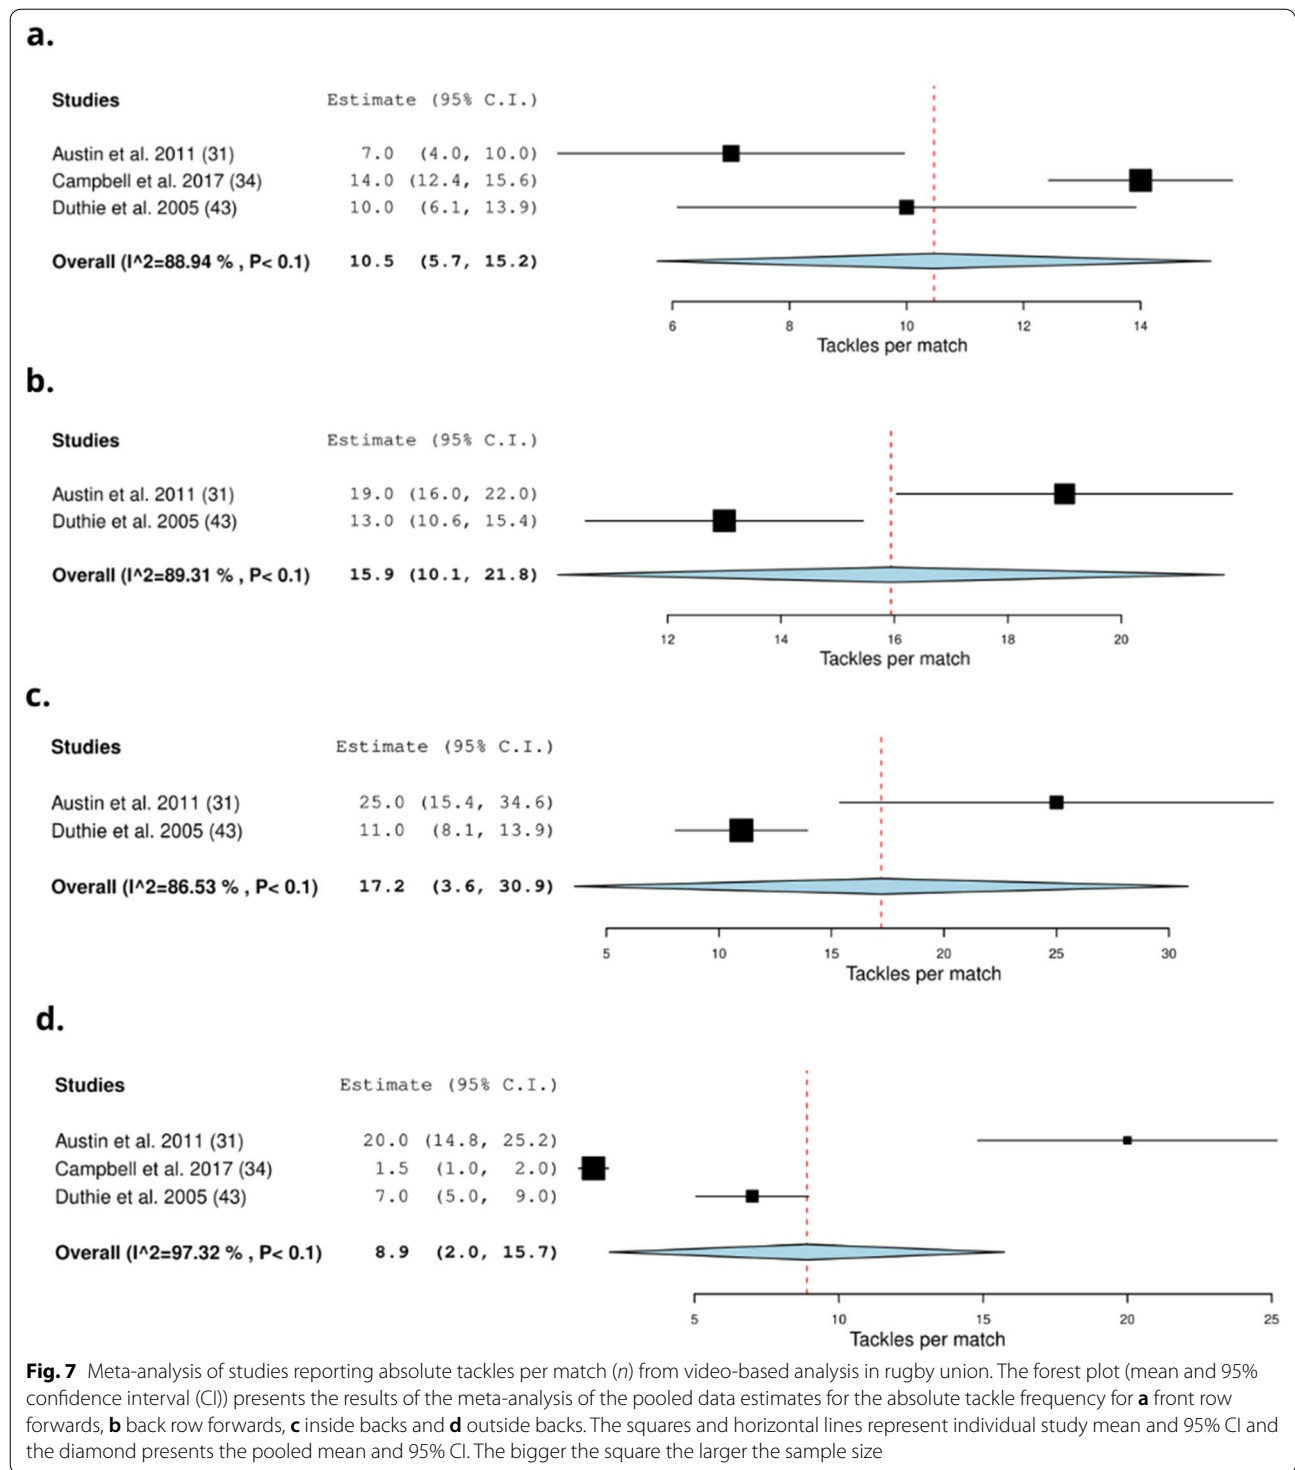 a.
Studies Estimate (95% C.I.)
Austin et al. 2011 (31) 7.0 (4.0, 10.0)
Campbell et al. 2017 (34) 14.0 (12.4, 15.6)
Duthie et al. 2005 (43) 10.0 (6.1, 13.9)
Overall (I^2=88.94 % , P< 0.1) 10.5 (5.7, 15.2)
6 8 10 12 14
Tackles per match
b.
Studies Estimate (95% C.I.)
Austin et al. 2011 (31) 19.0 (16.0, 22.0)
Duthie et al. 2005 (43) 13.0 (10.6, 15.4)
Overall (I^2=89.31 % , P< 0.1) 15.9 (10.1, 21.8)
12 14 16 18 20
Tackles per match
c.
Studies Estimate (95% C.I.)
Austin et al. 2011 (31) 25.0 (15.4, 34.6)
Duthie et al. 2005 (43) 11.0 (8.1, 13.9)
Overall (I^2=86.53 % , P< 0.1) 17.2 (3.6, 30.9)
5 10 15 20 25 30
Tackles per match
d.
Studies Estimate (95% C.I.)
Austin et al. 2011 (31) 20.0 (14.8, 25.2)
Campbell et al. 2017 (34) 1.5 (1.0, 2.0)
Duthie et al. 2005 (43) 7.0 (5.0, 9.0)
Overall (I^2=97.32 % , P< 0.1) 8.9 (2.0, 15.7)
5 10 15 20 25
Tackles per match
Fig. 7 Meta-analysis of studies reporting absolute tackles per match (n) from video-based analysis in rugby union. The forest plot (mean and 95%
confidence interval (CI)) presents the results of the meta-analysis of the pooled data estimates for the absolute tackle frequency for a front row
forwards, b back row forwards, c inside backs and d outside backs. The squares and horizontal lines represent individual study mean and 95% CI and
the diamond presents the pooled mean and 95% CI. The bigger the square the larger the sample size